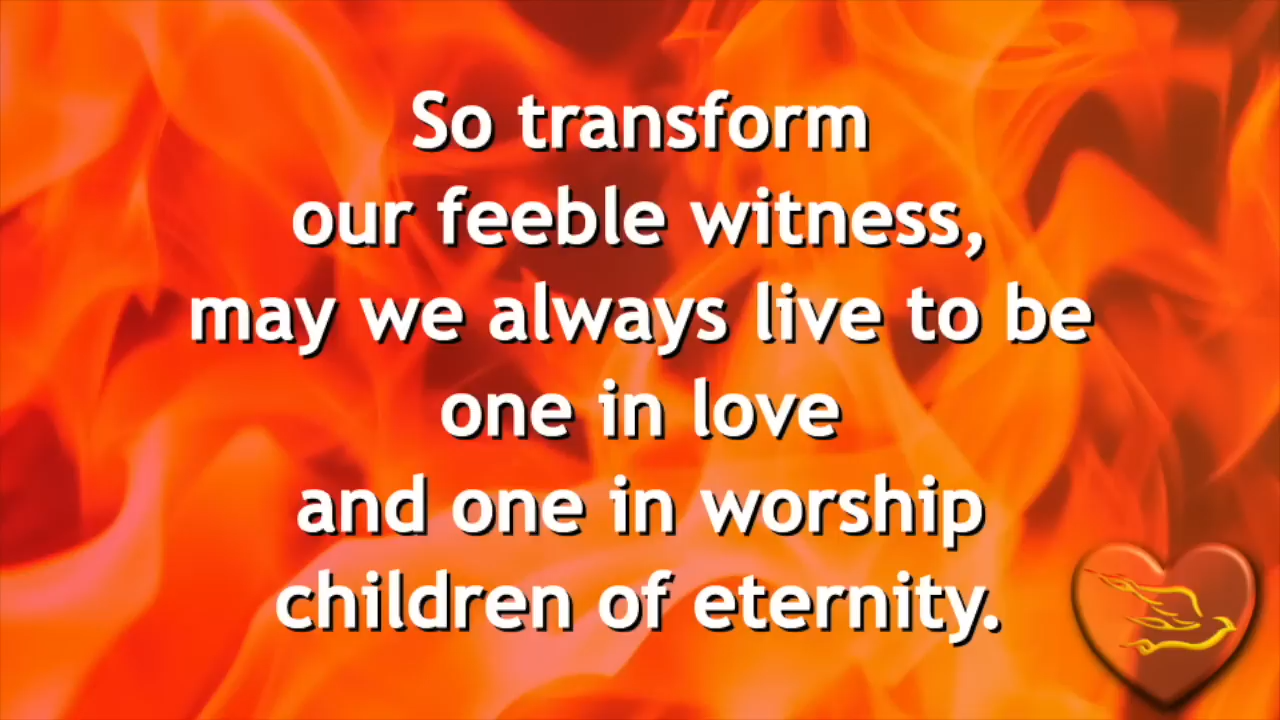 So transform
our feeble witness,
may we always live to be
one in love
and one in worship
children of eternity.